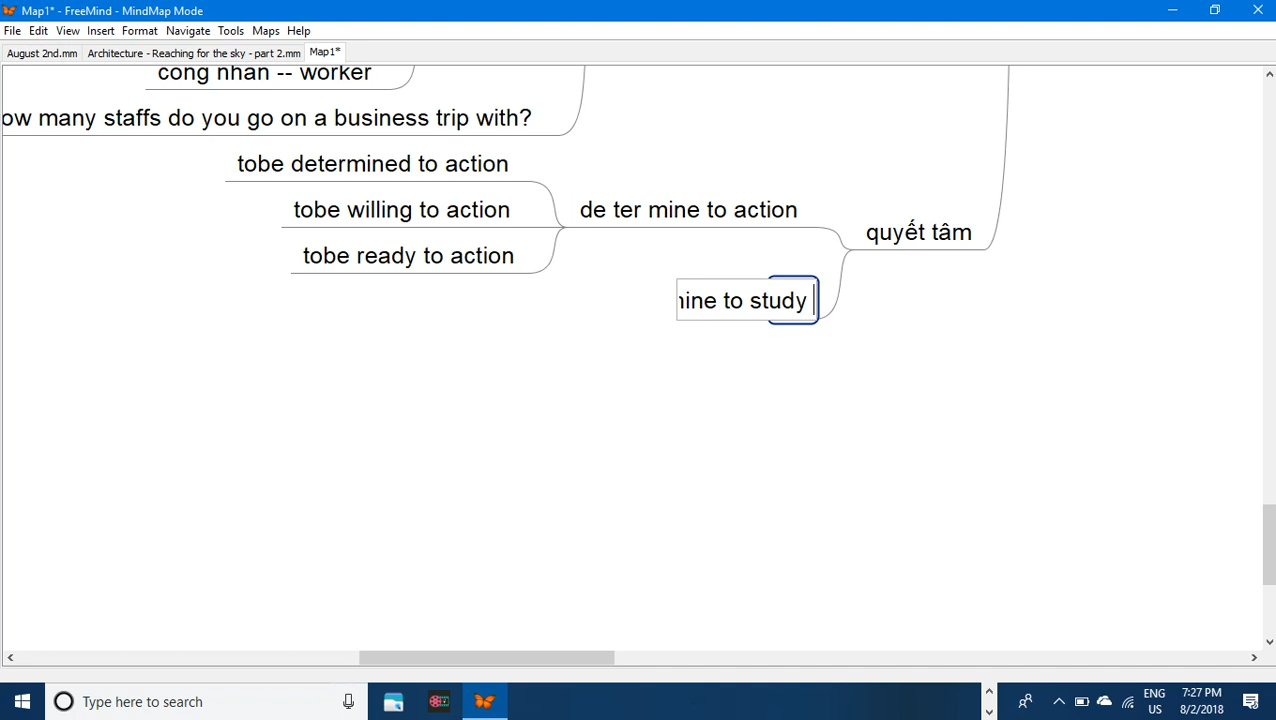 Map1* - FreeMind - MindMap Mode
File Edit View Insert Format Navigate Tools Maps Help
August 2nd.mm Architecture - Reaching for the sky - part 2.mm Map1*
công nhân -- worker
ow many staffs do you go on a business trip with?
tobe determined to action
tobe willing to action
de ter mine to action
quyết tâm
tobe ready to action
ine to study
Type here to search
ENG
US
7:27 PM
8/2/2018